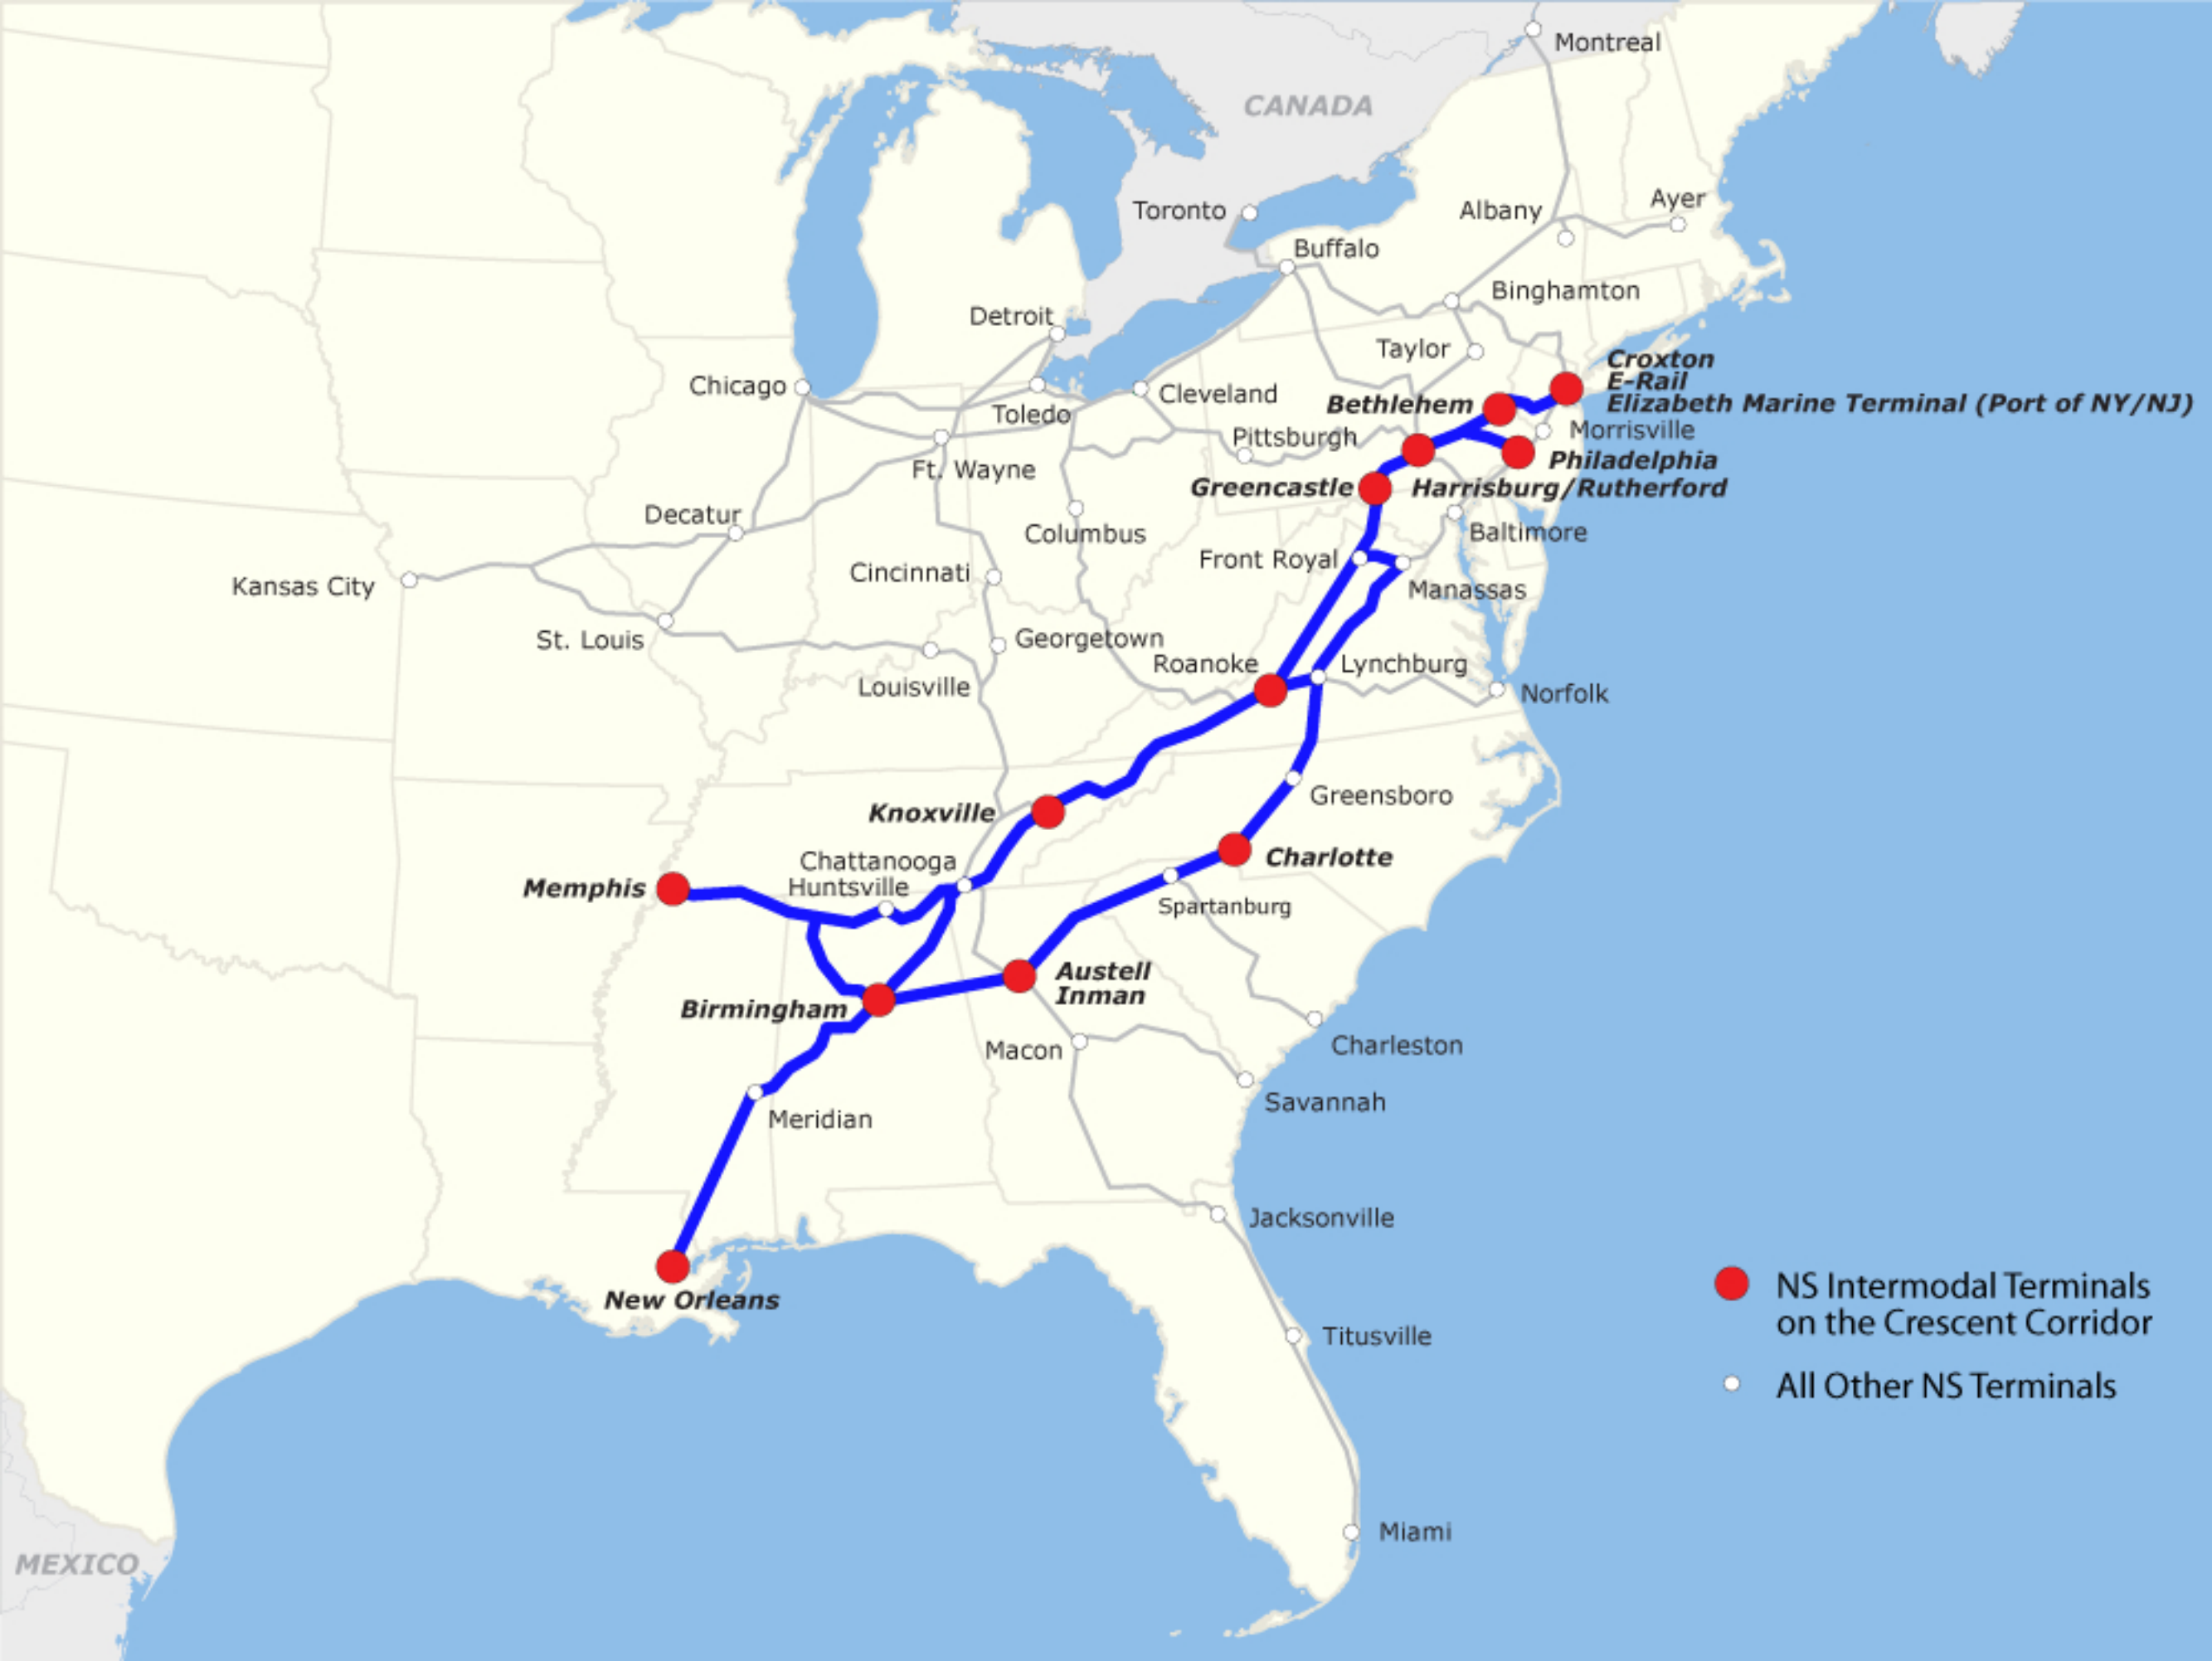 Montreal
CANADA
Toronto
Albany
Ayer
Buffalo
Binghamton
Detroit
Taylor
Croxton
E-Rail
Elizabeth Marine Terminal (Port of NY/NJ)
Chicago
Cleveland
Bethlehem
Toledo
Pittsburgh
Morrisville
Philadelphia
Ft. Wayne
Greencastle
Harrisburg/Rutherford
Decatur
Columbus
Baltimore
Front Royal
Cincinnati
Kansas City
Manassas
St. Louis
Georgetown
Roanoke
Lynchburg
Louisville
Norfolk
Greensboro
Knoxville
Charlotte
Chattanooga
Huntsville
Memphis
Spartanburg
Austell
Inman
Birmingham
Macon
Charleston
Savannah
Meridian
Jacksonville
New Orleans
NS Intermodal Terminals
on the Crescent Corridor
Titusville
All Other NS Terminals
Miami
MEXICO